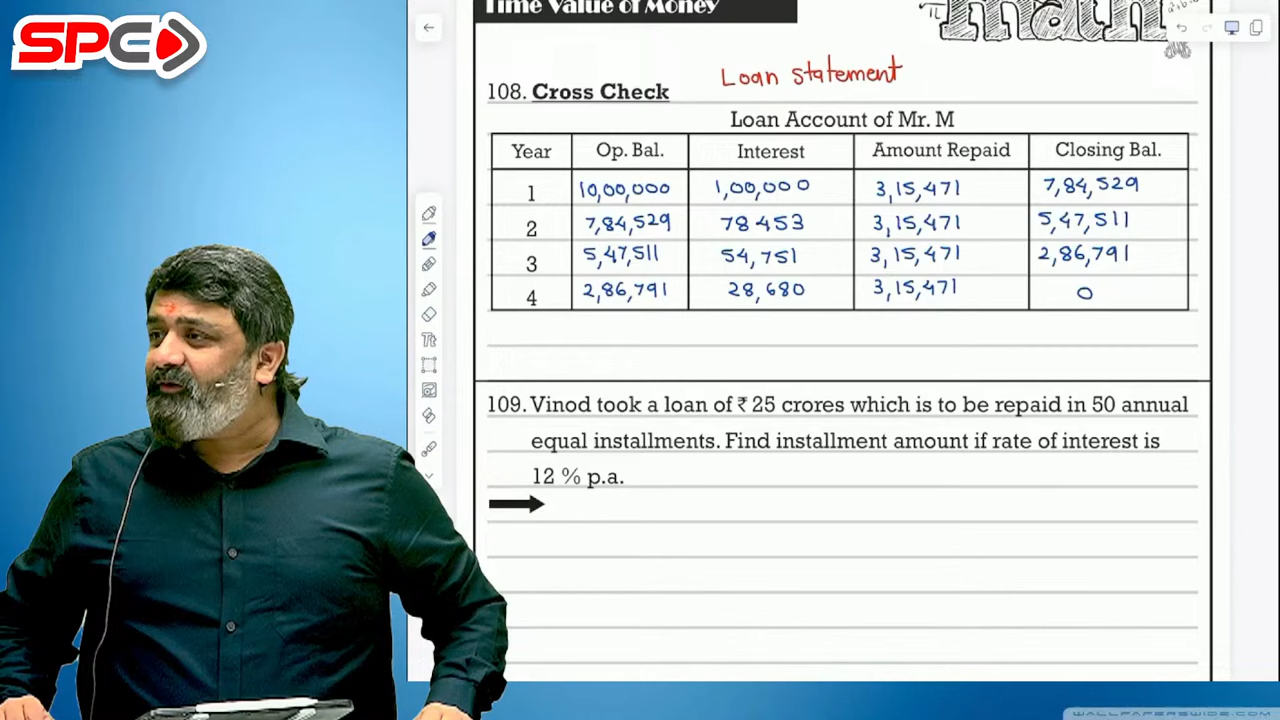 SPC
Time Value of Money
math
Loan statement
108. Cross Check
Loan Account of Mr. M
Year Op. Bal. Interest Amount Repaid Closing Bal.
1 10,00,000 1,00,000 3,15,471 7,84,529
2 7,84,529 78453 3,15,471 5,47,511
3 5,47,511 54,751 3,15,471 2,86,791
4 2,86,791 28,680 3,15,471 0
109. Vinod took a loan of ₹ 25 crores which is to be repaid in 50 annual
equal installments. Find installment amount if rate of interest is
12 % p.a.
Tt
WALLPAPERSWIDE.COM